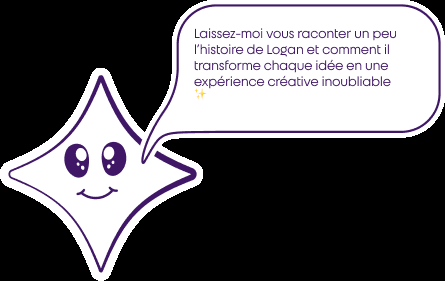 Laissez-moi vous raconter un peu
l'histoire de Logan et comment il
transforme chaque idée en une
expérience créative inoubliable
✨